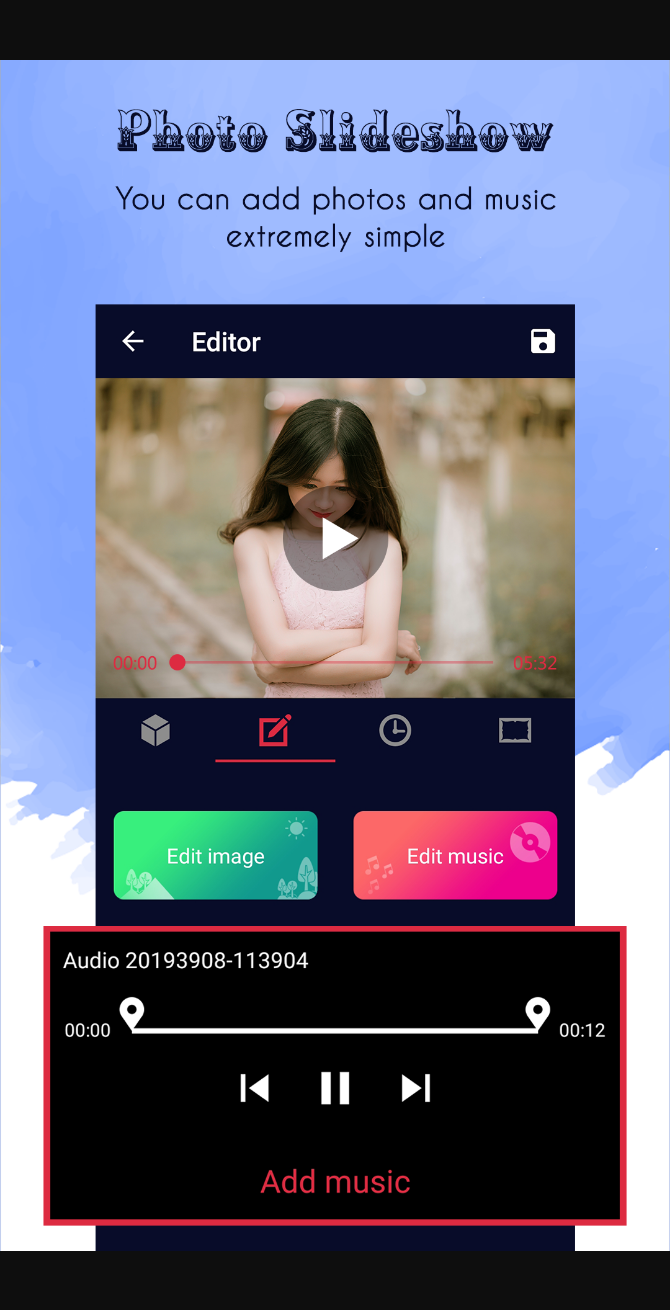 Photo Slideshow
You can add photos and music
extremely simple
Editor
00:00
05:32
Edit image
Edit music
Audio 20193908-113904
00:00
00:12
Add music